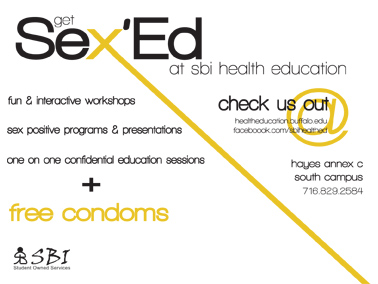 get
Sex'Ed
at sbi health education
fun & interactive workshops
sex positive programs & presentations
one on one confidential education sessions
+
free condoms
check us out
@
healtheducation.buffalo.edu
faceboook.com/sbihealthed
hayes annex c
south campus
716.829.2584
SBI
Student Owned Services